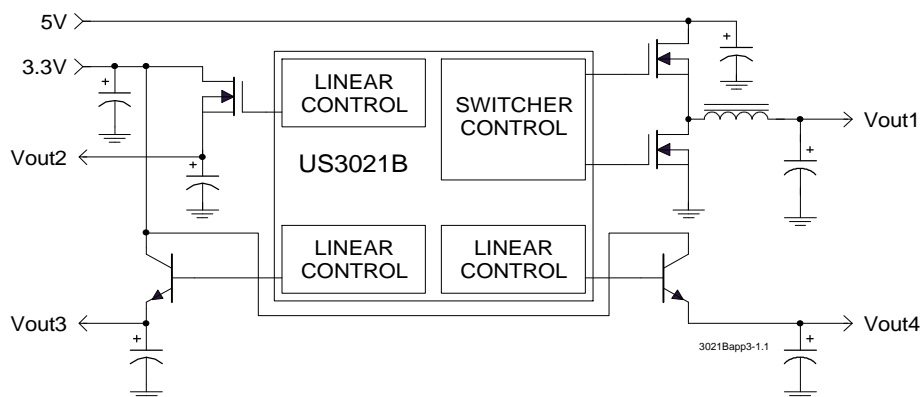 5V
3.3V
LINEAR
CONTROL
SWITCHER
CONTROL
Vout1
Vout2
US3021B
LINEAR
CONTROL
LINEAR
CONTROL
Vout3
Vout4
3021Bapp3-1.1
+
+
+
+
+
+